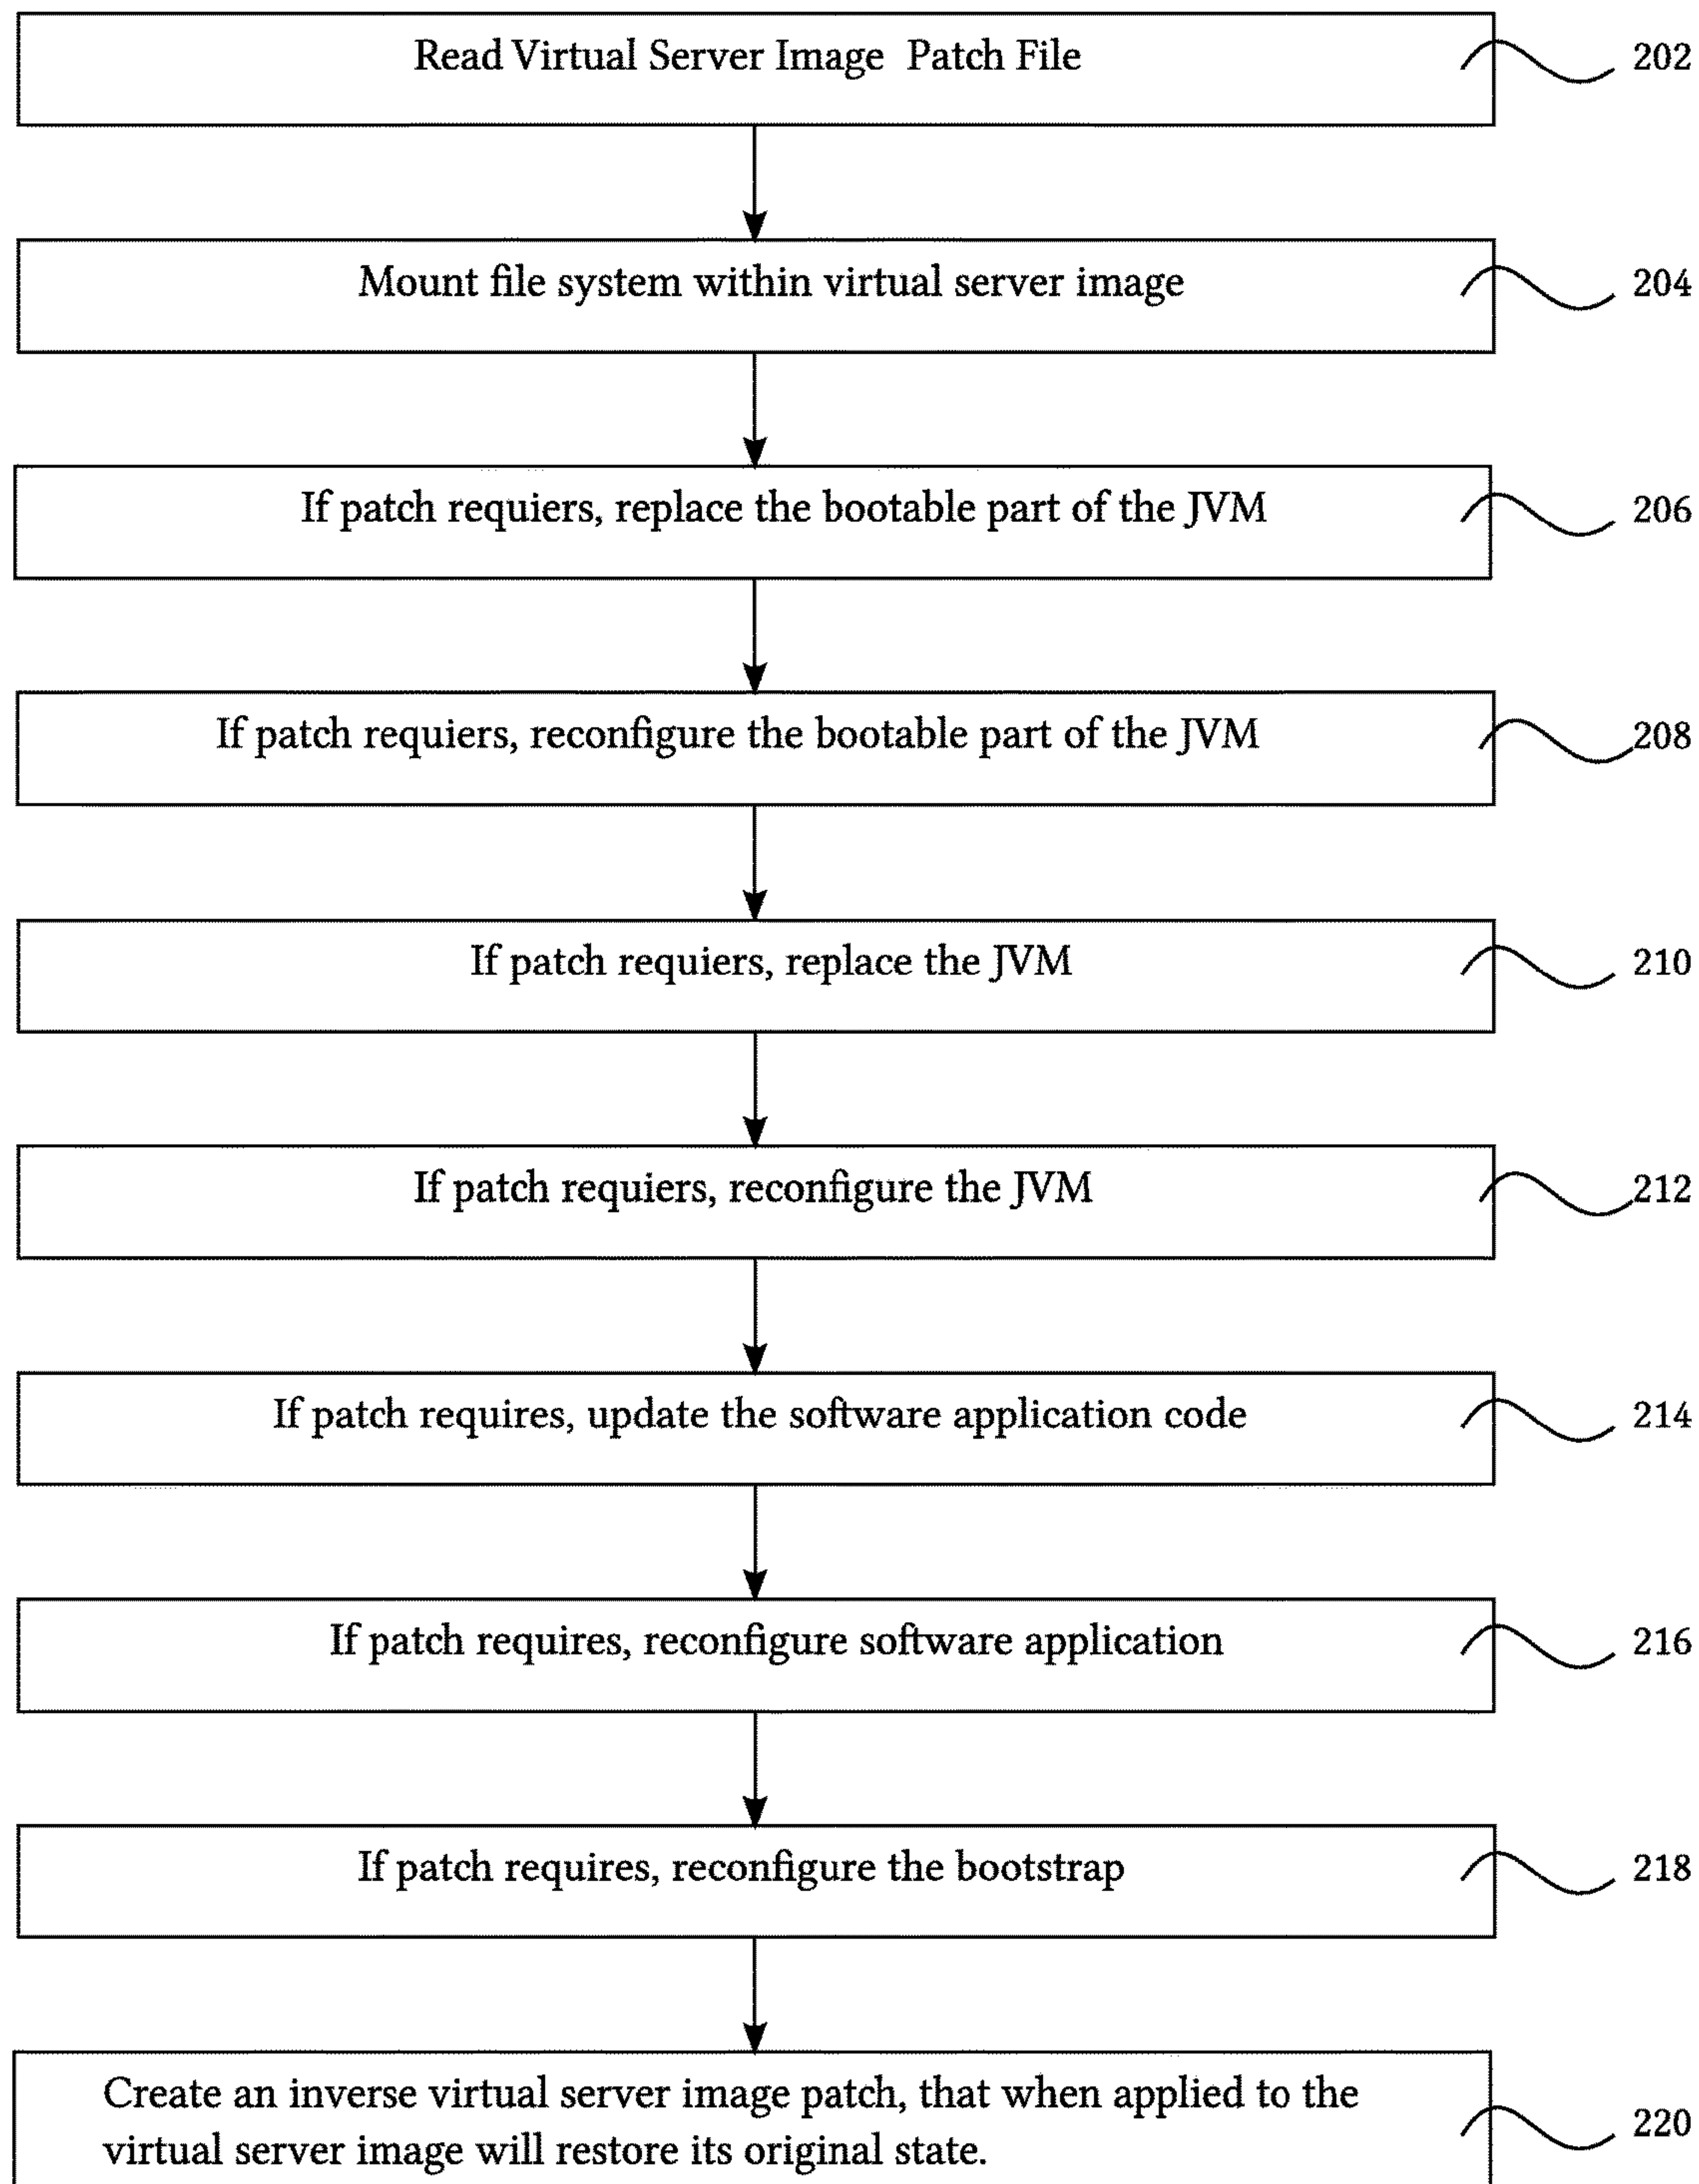 Read Virtual Server Image Patch File 202
Mount file system within virtual server image 204
If patch requiers, replace the bootable part of the JVM 206
If patch requiers, reconfigure the bootable part of the JVM 208
If patch requiers, replace the JVM 210
If patch requiers, reconfigure the JVM 212
If patch requires, update the software application code 214
If patch requires, reconfigure software application 216
If patch requires, reconfigure the bootstrap 218
Create an inverse virtual server image patch, that when applied to the
virtual server image will restore its original state.
220